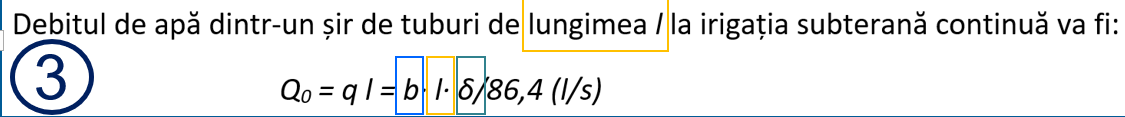 Debitul de apă dintr-un șir de tuburi de lungimea l la irigația subterană continuă va fi:
3
Q₀ = q l = b· l· δ/86,4 (l/s)